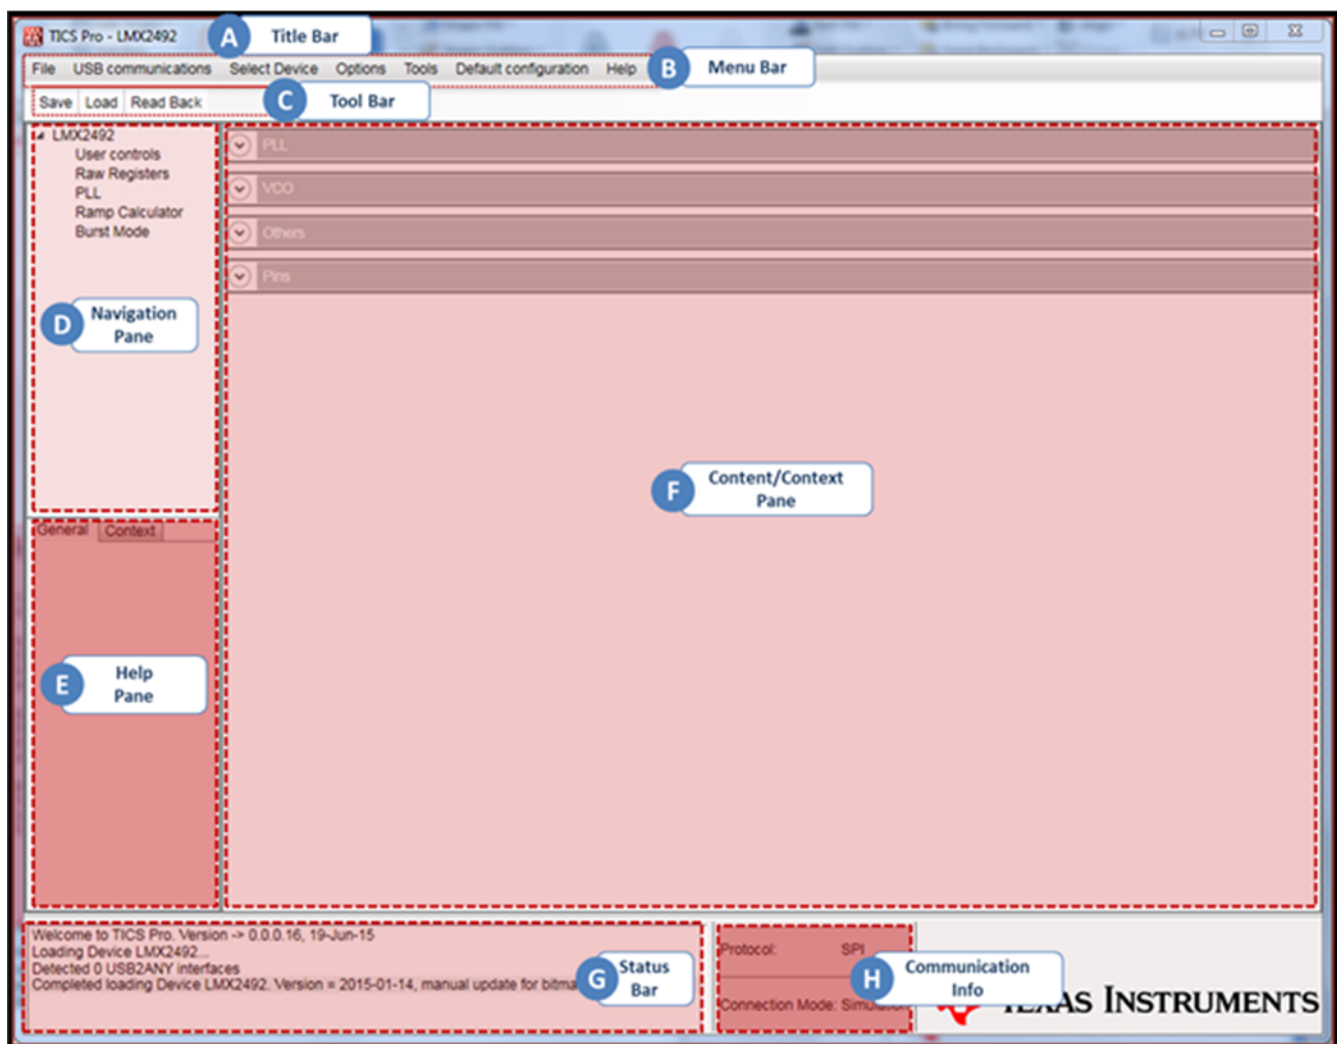 TICS Pro - LMX2492
A Title Bar
File USB communications Select Device Options Tools Default configuration Help
B Menu Bar
Save Load Read Back
C Tool Bar
LMX2492
User controls
Raw Registers
PLL
Ramp Calculator
Burst Mode
D Navigation
Pane
PLL
VCO
Others
Pins
F Content/Context
Pane
General Context
E Help
Pane
Welcome to TICS Pro. Version -> 0.0.0.16, 19-Jun-15
Loading Device LMX2492...
Detected 0 USB2ANY interfaces
Completed loading Device LMX2492. Version = 2015-01-14, manual update for bitma
G Status
Bar
Protocol: SPI
Connection Mode: Simulation
H Communication
Info
TEXAS INSTRUMENTS